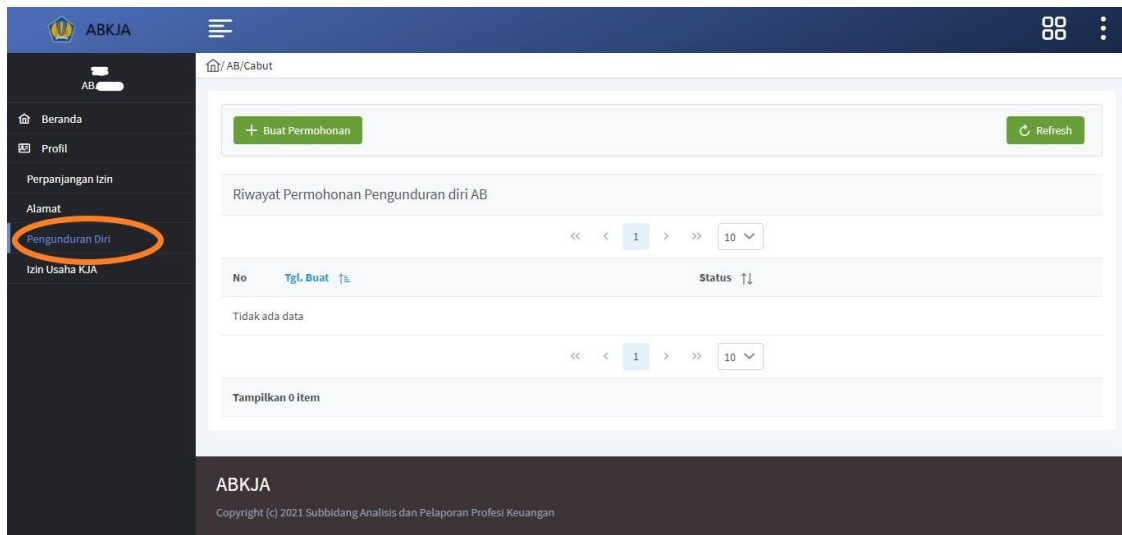 ABKJA
/ AB/Cabut
AB
Beranda
Profil
Perpanjangan Izin
Alamat
Pengunduran Diri
Izin Usaha KJA
+ Buat Permohonan
Refresh
Riwayat Permohonan Pengunduran diri AB
<< < 1 > >> 10
No Tgl. Buat Status
Tidak ada data
<< < 1 > >> 10
Tampilkan 0 item
ABKJA
Copyright (c) 2021 Subbidang Analisis dan Pelaporan Profesi Keuangan